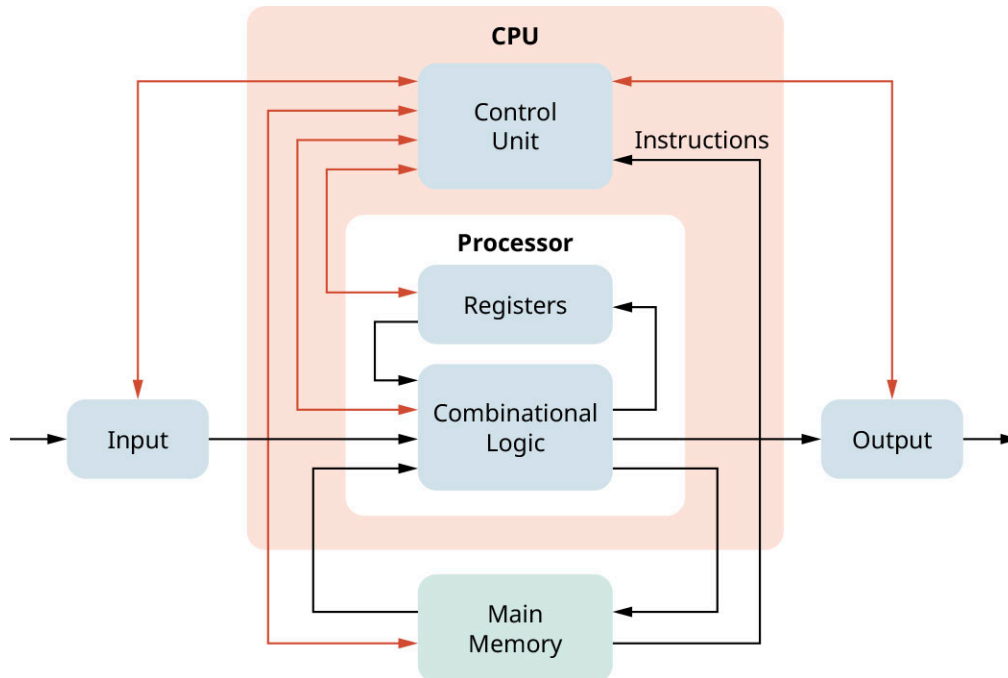 CPU
Control
Unit
Instructions
Processor
Registers
Combinational
Logic
Input
Output
Main
Memory